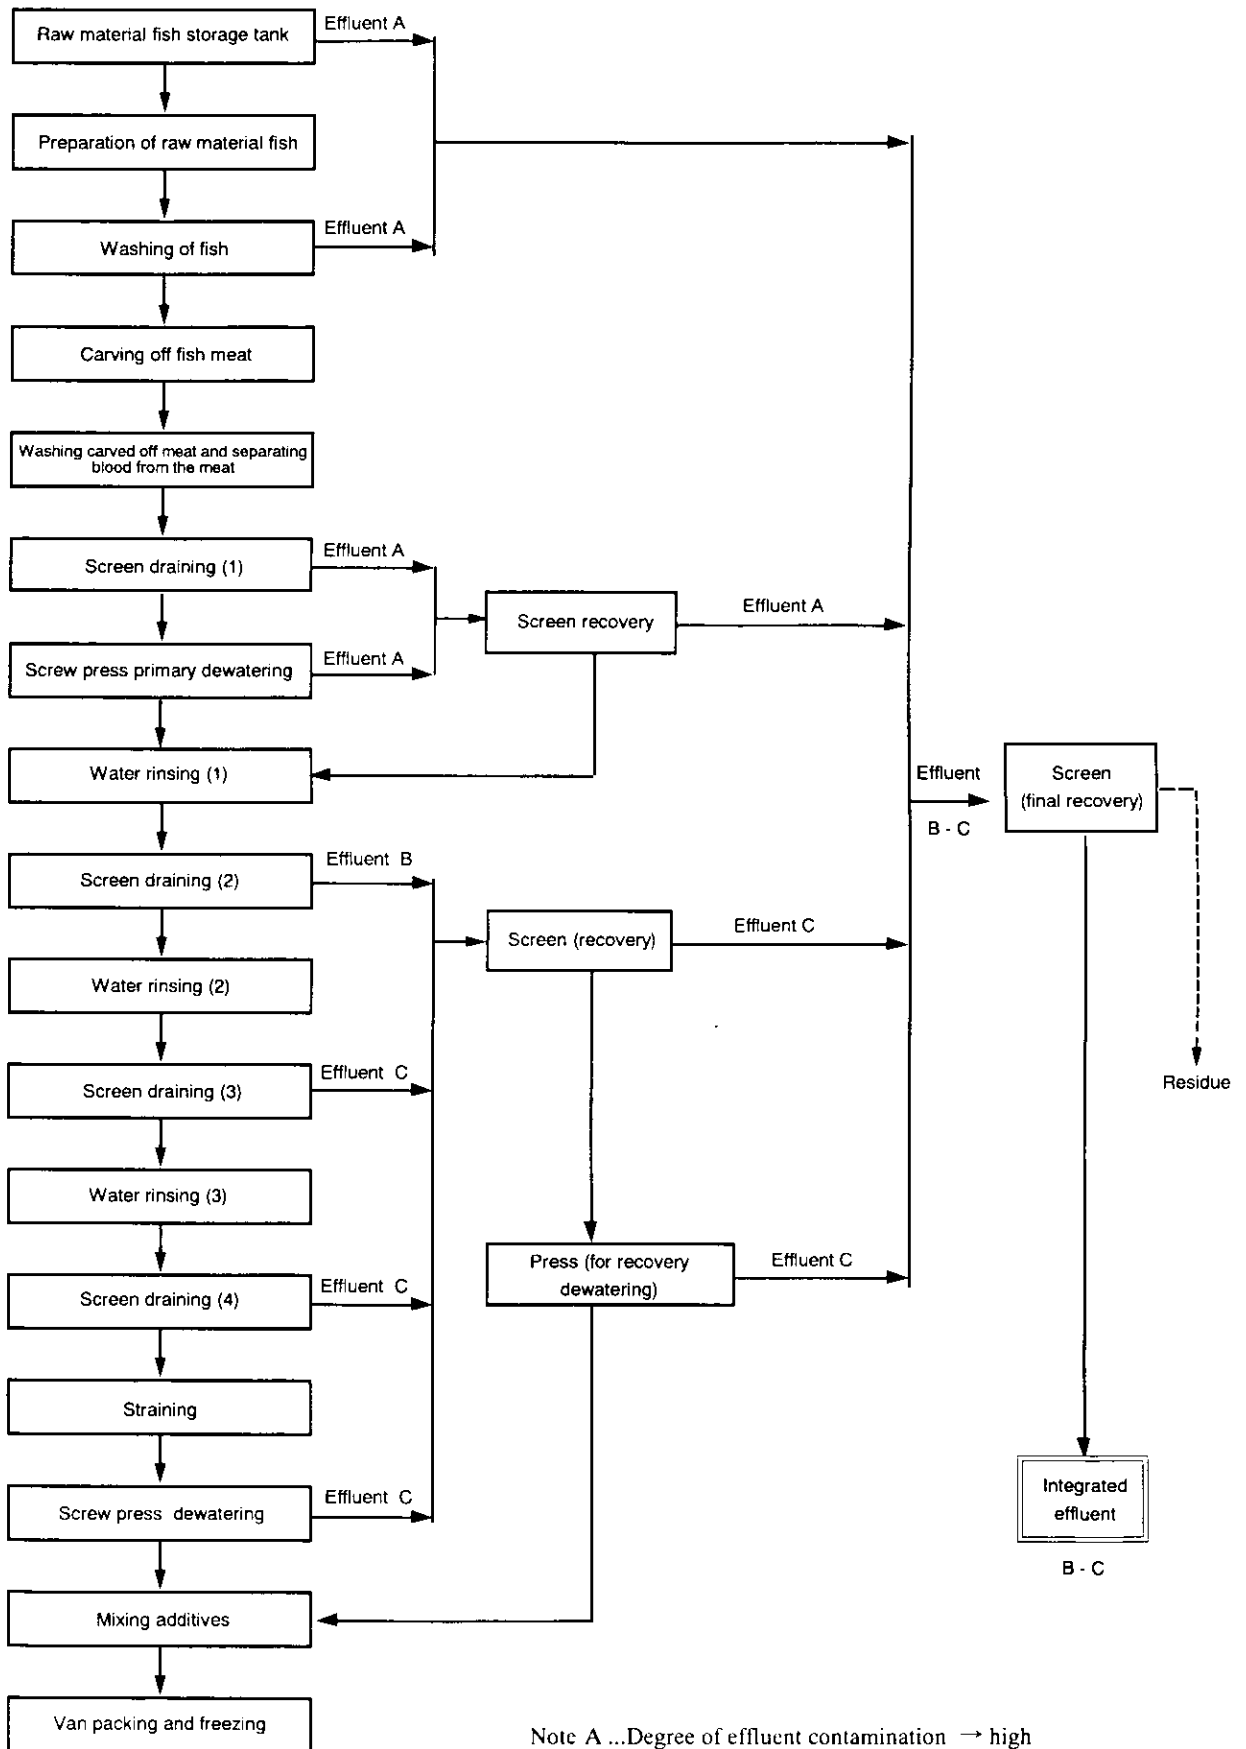 Raw material fish storage tank
Effluent A
Preparation of raw material fish
Washing of fish
Effluent A
Carving off fish meat
Washing carved off meat and separating
blood from the meat
Screen draining (1)
Effluent A
Screen recovery
Effluent A
Screw press primary dewatering
Effluent A
Water rinsing (1)
Effluent
B - C
Screen
(final recovery)
Screen draining (2)
Effluent B
Screen (recovery)
Effluent C
Water rinsing (2)
Screen draining (3)
Effluent C
Residue
Water rinsing (3)
Press (for recovery
dewatering)
Effluent C
Screen draining (4)
Effluent C
Straining
Screw press dewatering
Effluent C
Integrated
effluent
B - C
Mixing additives
Van packing and freezing
Note A ...Degree of effluent contamination → high